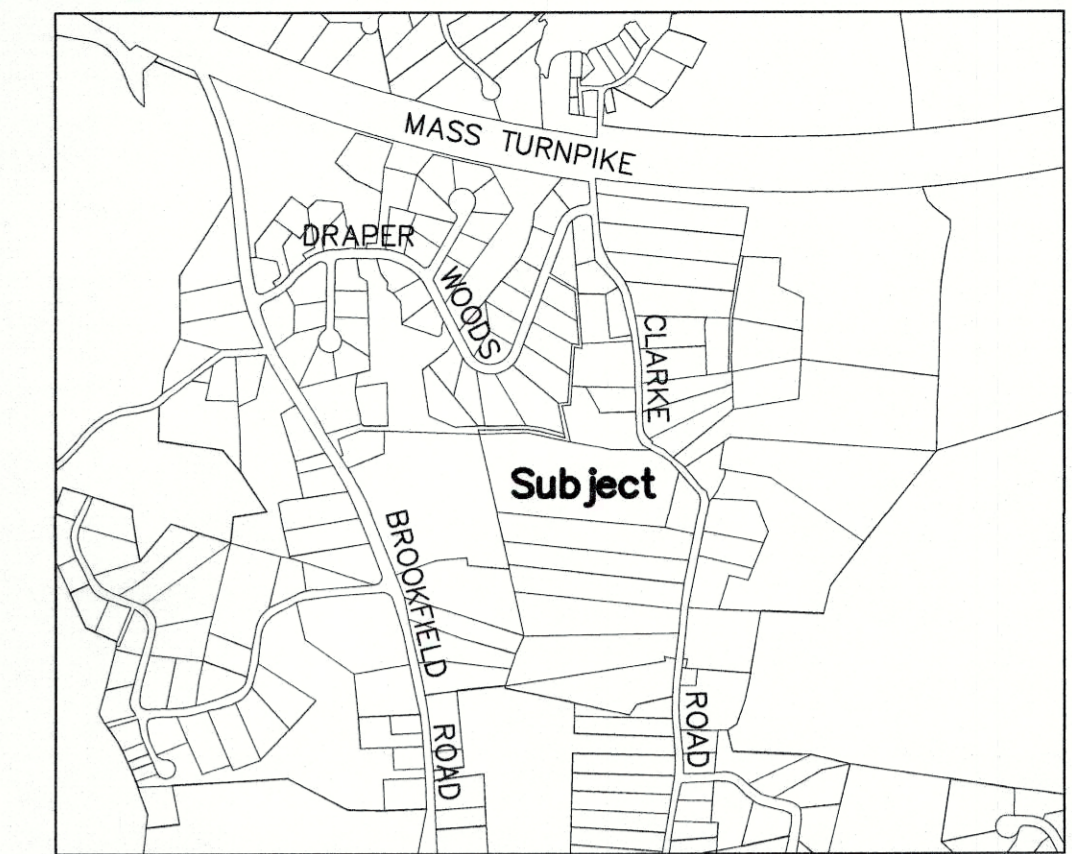 MASS TURNPIKE
DRAPER
WOODS
CLARKE
Subject
BROOKFIELD
ROAD
ROAD